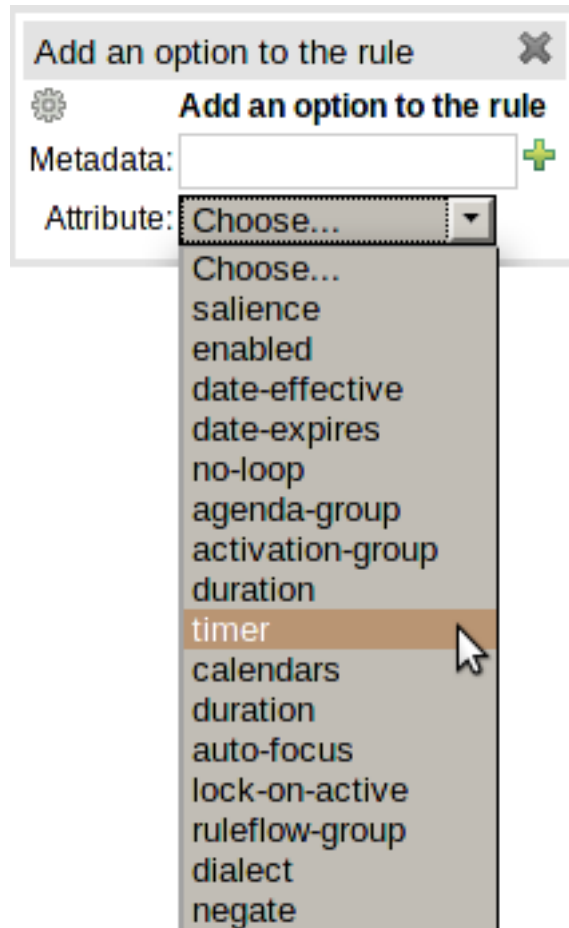 Add an option to the rule
Add an option to the rule
Metadata:
Attribute: Choose...
Choose...
salience
enabled
date-effective
date-expires
no-loop
agenda-group
activation-group
duration
timer
calendars
duration
auto-focus
lock-on-active
ruleflow-group
dialect
negate